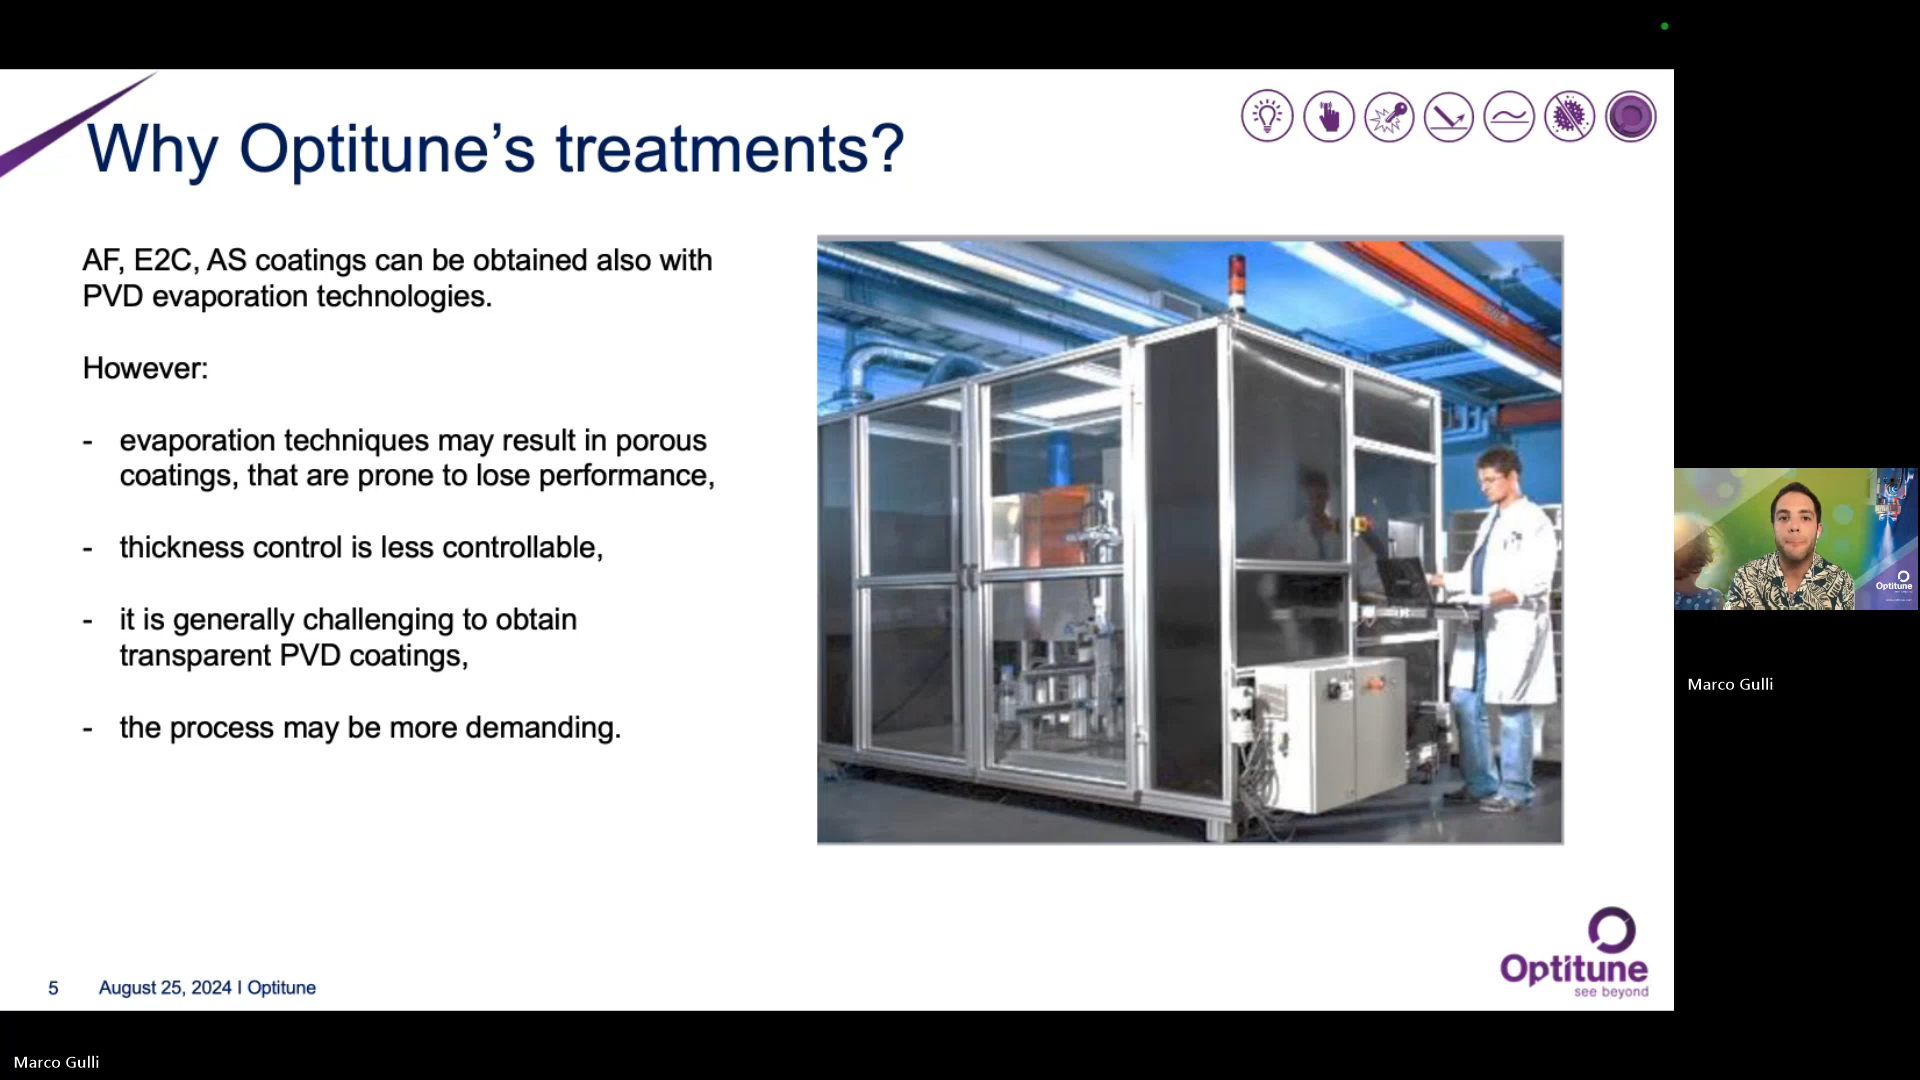 Why Optitune’s treatments?
AF, E2C, AS coatings can be obtained also with
PVD evaporation technologies.
However:
- evaporation techniques may result in porous
coatings, that are prone to lose performance,
- thickness control is less controllable,
- it is generally challenging to obtain
transparent PVD coatings,
- the process may be more demanding.
Optitune
see beyond
5 August 25, 2024 I Optitune
Optitune
Marco Gulli
Marco Gulli